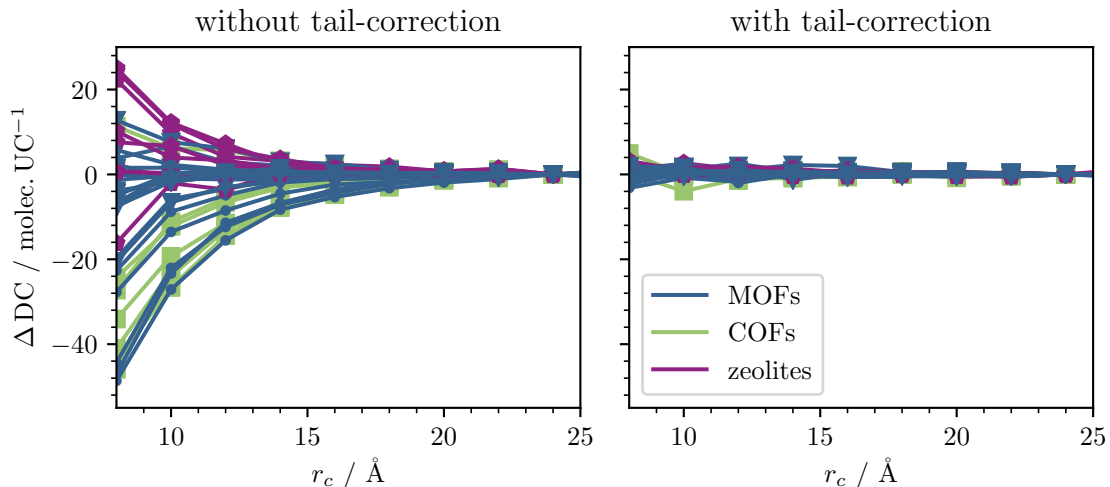 without tail-correction
with tail-correction
ΔDC / molec. UC⁻¹
20
0
−20
−40
10
15
20
25
10
15
20
25
r_c / Å
r_c / Å
MOFs
COFs
zeolites